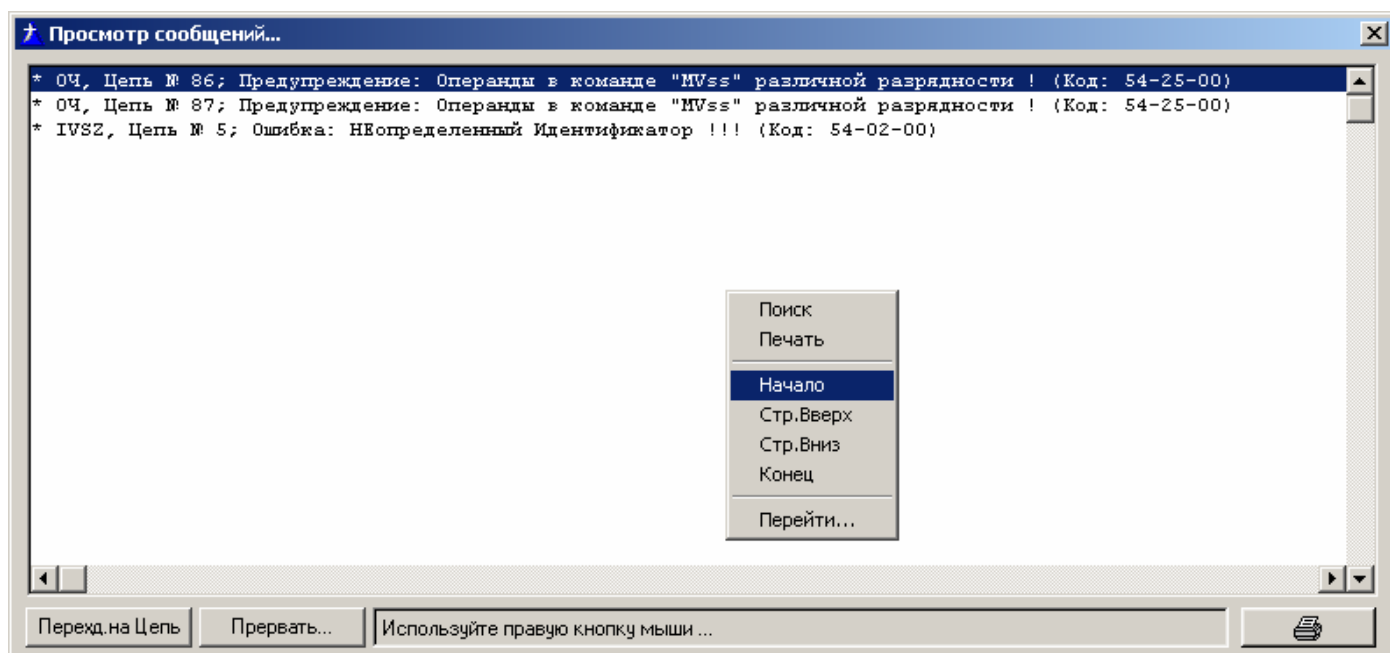 Просмотр сообщений...
* ОЧ, Цепь № 86; Предупреждение: Операнды в команде "MVss" различной разрядности ! (Код: 54-25-00)
* ОЧ, Цепь № 87; Предупреждение: Операнды в команде "MVss" различной разрядности ! (Код: 54-25-00)
* IVSZ, Цепь № 5; Ошибка: НЕопределенный Идентификатор !!! (Код: 54-02-00)
Поиск
Печать
Начало
Стр.Вверх
Стр.Вниз
Конец
Перейти...
Перехд.на Цепь
Прервать...
Используйте правую кнопку мыши ...